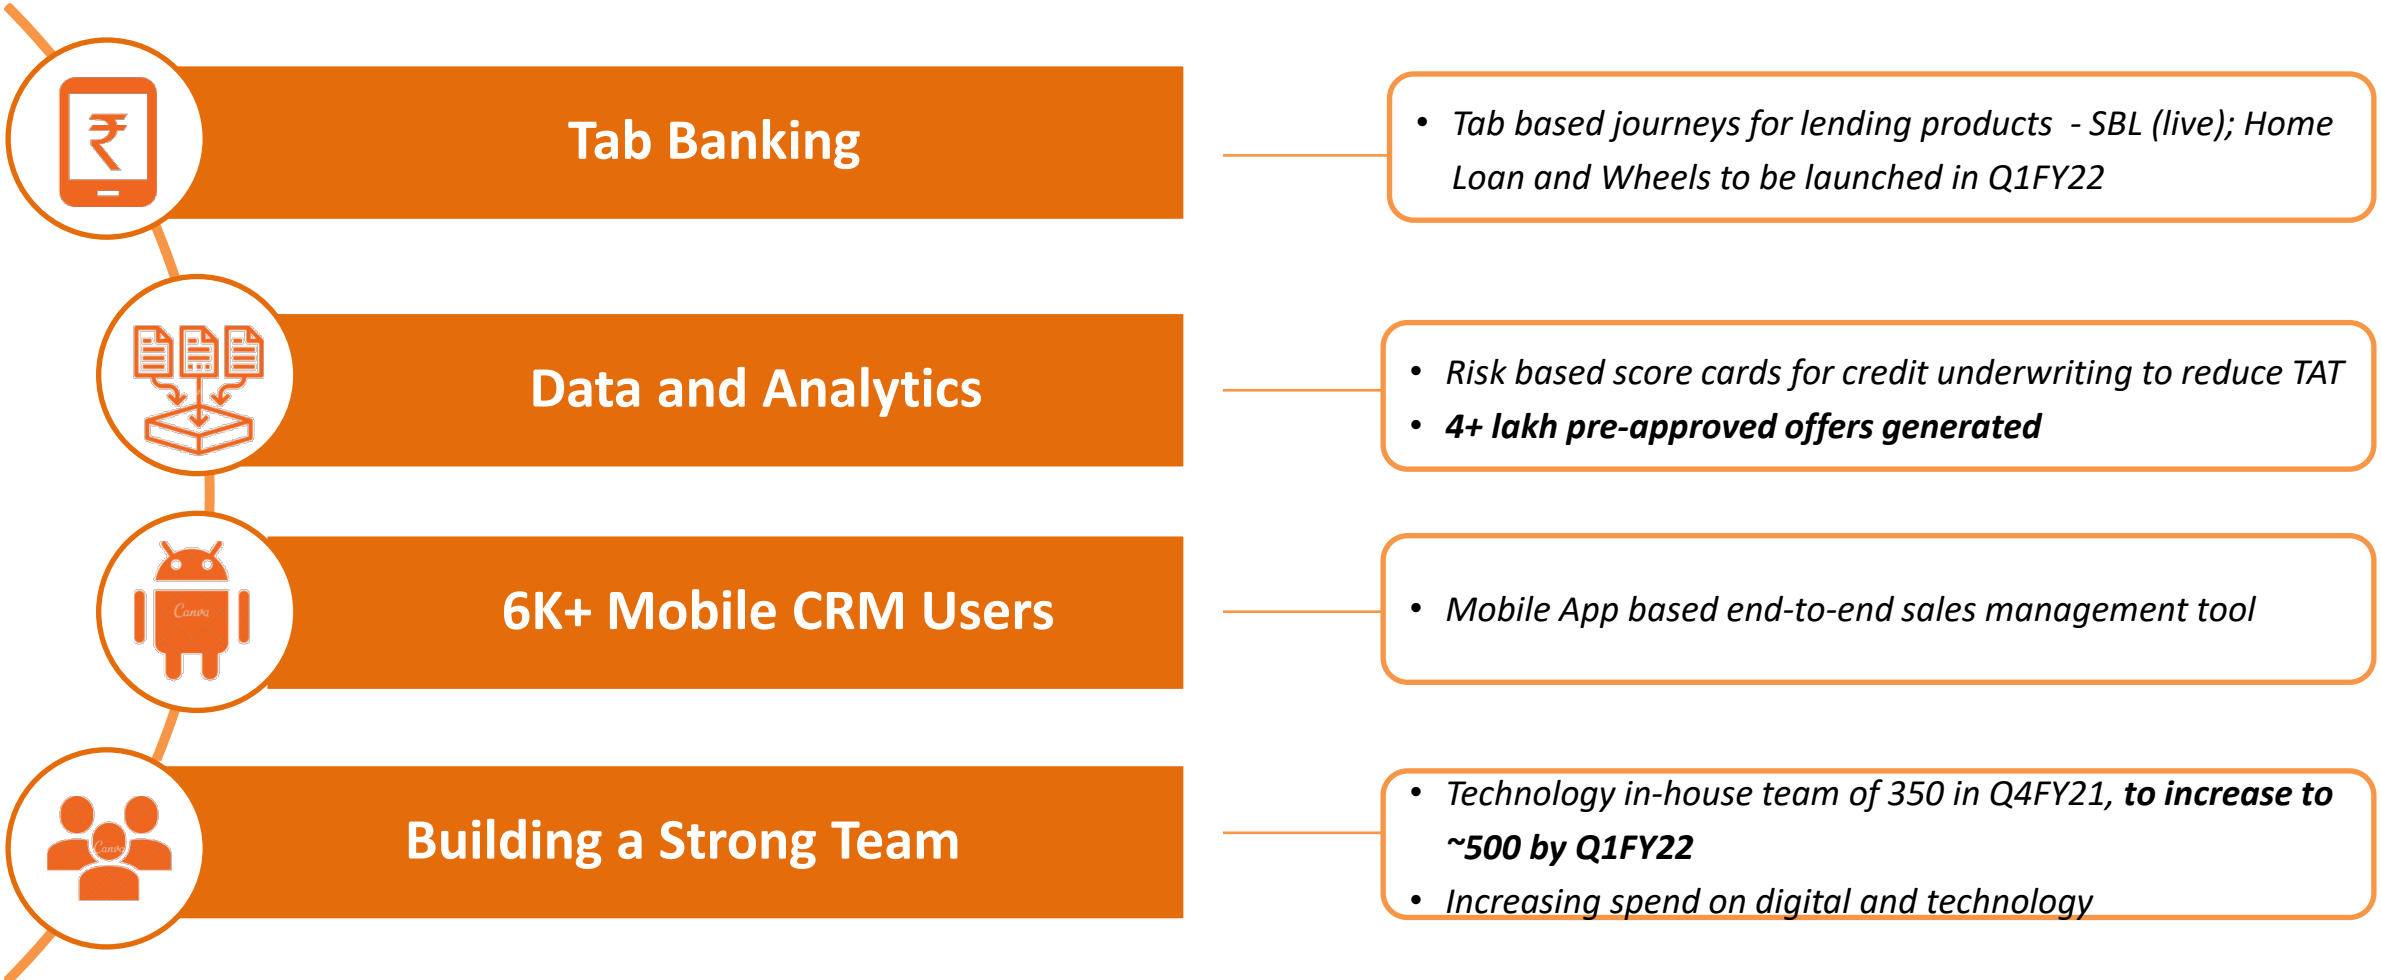 ₹
Tab Banking
• Tab based journeys for lending products - SBL (live); Home
Loan and Wheels to be launched in Q1FY22
Data and Analytics
• Risk based score cards for credit underwriting to reduce TAT
• 4+ lakh pre-approved offers generated
Canva
6K+ Mobile CRM Users
• Mobile App based end-to-end sales management tool
Canva
Building a Strong Team
• Technology in-house team of 350 in Q4FY21, to increase to
~500 by Q1FY22
• Increasing spend on digital and technology